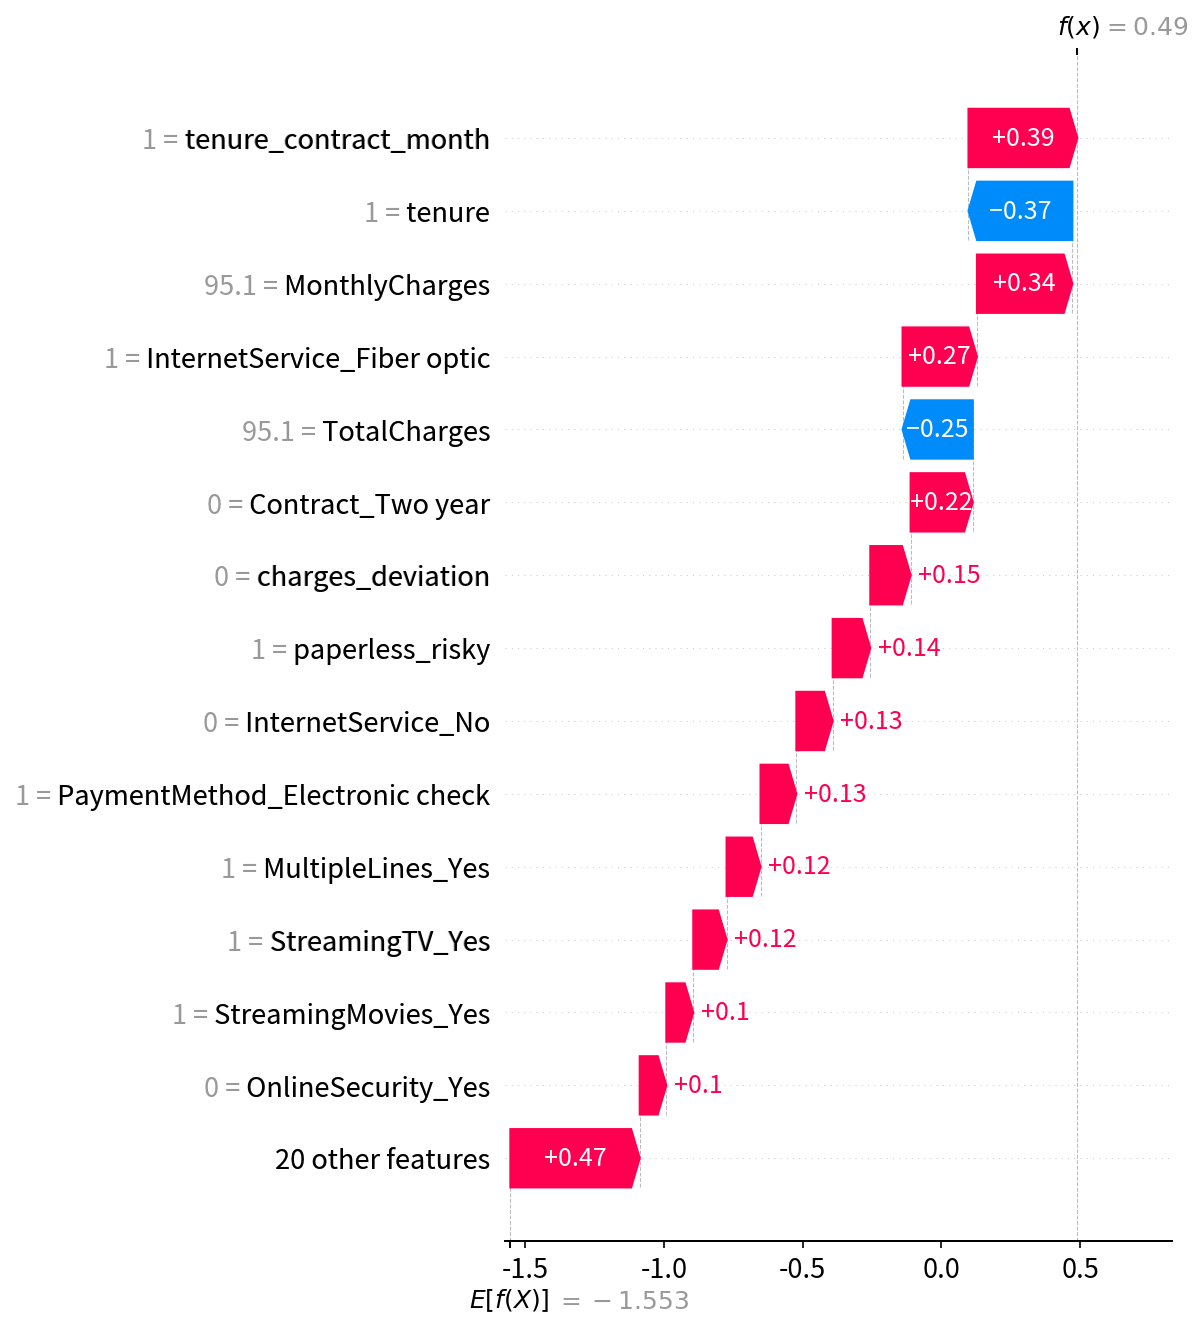 f(x) = 0.49
1 = tenure_contract_month +0.39
1 = tenure −0.37
95.1 = MonthlyCharges +0.34
1 = InternetService_Fiber optic +0.27
95.1 = TotalCharges −0.25
0 = Contract_Two year +0.22
0 = charges_deviation +0.15
1 = paperless_risky +0.14
0 = InternetService_No +0.13
1 = PaymentMethod_Electronic check +0.13
1 = MultipleLines_Yes +0.12
1 = StreamingTV_Yes +0.12
1 = StreamingMovies_Yes +0.1
0 = OnlineSecurity_Yes +0.1
20 other features +0.47
-1.5 -1.0 -0.5 0.0 0.5
E[f(X)] = − 1.553